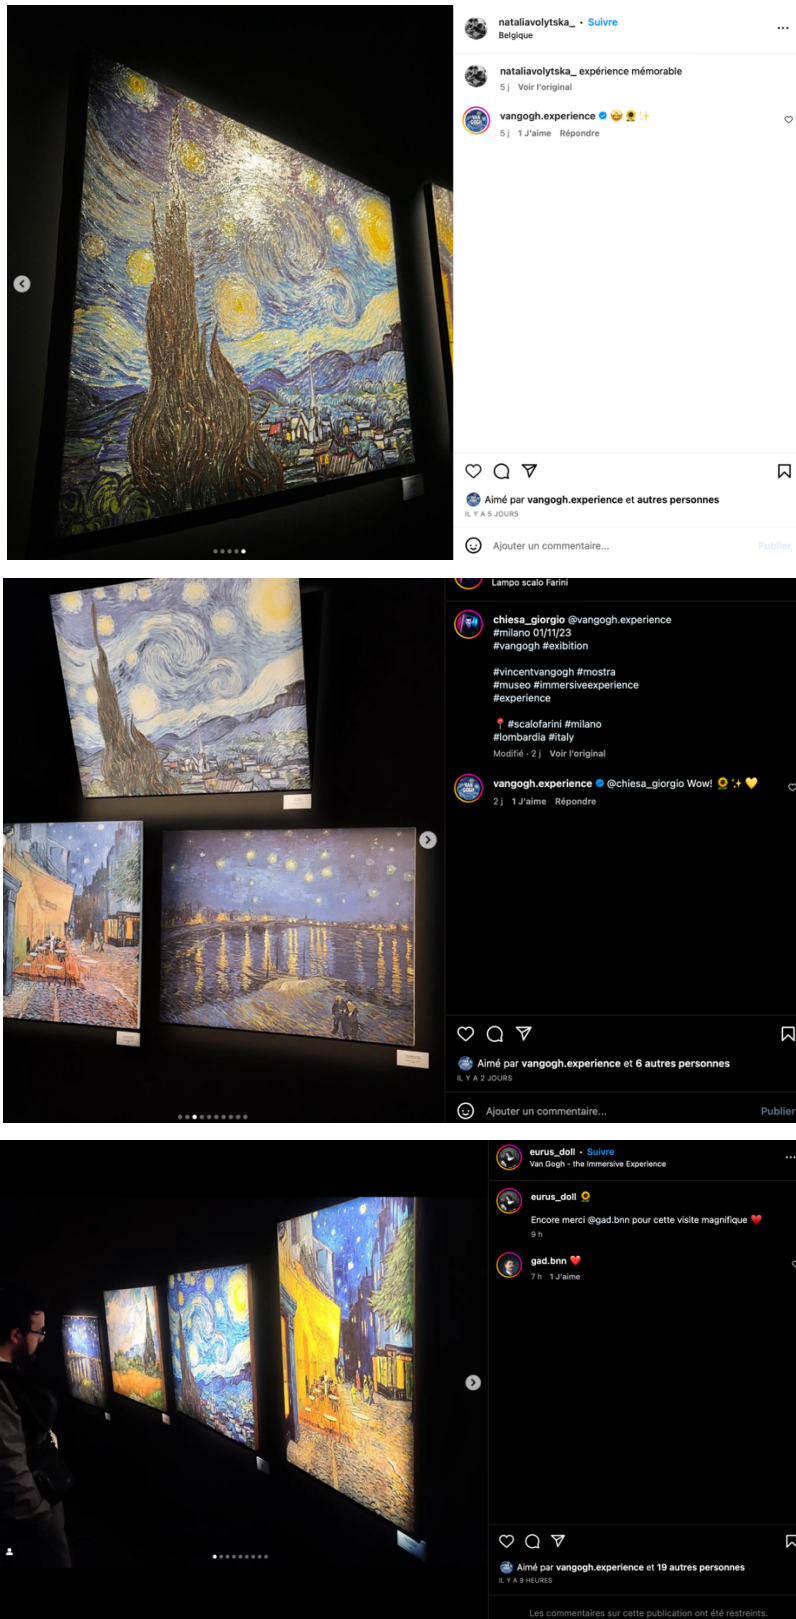 nataliavolytska_ • Suivre
Belgique
nataliavolytska_ expérience mémorable
5 j Voir l'original
vangogh.experience 🤩 🌻 ✨
5 j 1 J'aime Répondre
Aimé par vangogh.experience et autres personnes
IL Y A 5 JOURS
Ajouter un commentaire...
Publier
Lampo scalo Farini
chiesa_giorgio @vangogh.experience
#milano 01/11/23
#vangogh #exibition
#vincentvangogh #mostra
#museo #immersiveexperience
#experience
📍 #scalofarini #milano
#lombardia #italy
Modifié · 2 j Voir l'original
vangogh.experience @chiesa_giorgio Wow! 🌻 ✨ 💛
2 j 1 J'aime Répondre
Aimé par vangogh.experience et 6 autres personnes
IL Y A 2 JOURS
Ajouter un commentaire...
Publier
eurus_doll • Suivre
Van Gogh - the Immersive Experience
eurus_doll 🌻
Encore merci @gad.bnn pour cette visite magnifique ❤️
9 h
gad.bnn ❤️
7 h 1 J'aime
Aimé par vangogh.experience et 19 autres personnes
IL Y A 9 HEURES
Les commentaires sur cette publication ont été restreints.